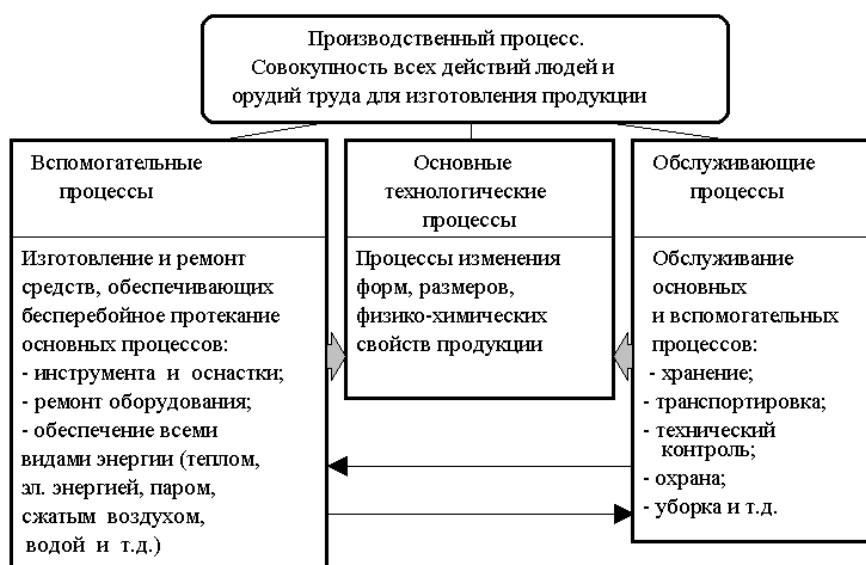 Производственный процесс.
Совокупность всех действий людей и
орудий труда для изготовления продукции
Вспомогательные
процессы
Изготовление и ремонт
средств, обеспечивающих
бесперебойное протекание
основных процессов:
- инструмента и оснастки;
- ремонт оборудования;
- обеспечение всеми
видами энергии (теплом,
эл. энергией, паром,
сжатым воздухом,
водой и т.д.)
Основные
технологические
процессы
Процессы изменения
форм, размеров,
физико-химических
свойств продукции
Обслуживающие
процессы
Обслуживание
основных
и вспомогательных
процессов:
- хранение;
- транспортировка;
- технический
контроль;
- охрана;
- уборка и т.д.